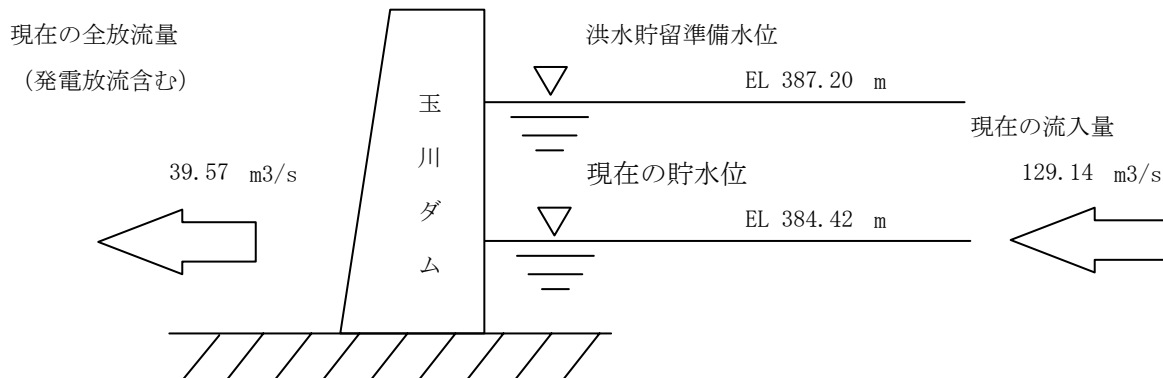 現在の全放流量
（発電放流含む）
39.57 m3/s
玉川ダム
洪水貯留準備水位
EL 387.20 m
現在の貯水位
EL 384.42 m
現在の流入量
129.14 m3/s